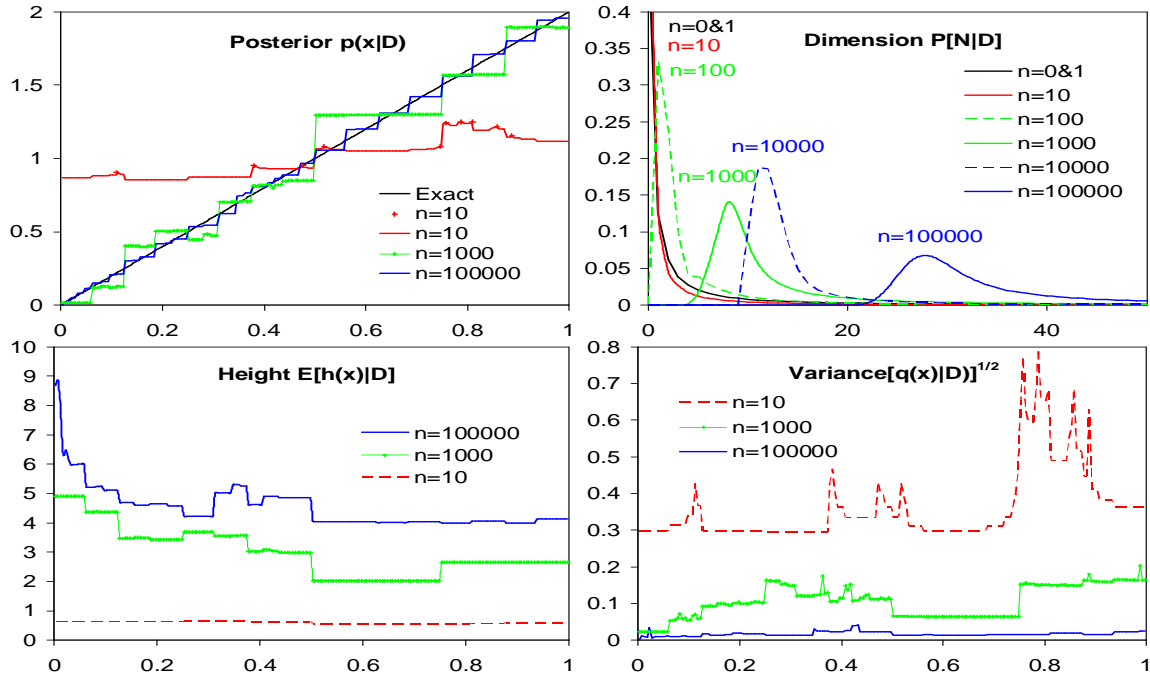 Posterior p(x|D)
2
1.5
1
0.5
0
0 0.2 0.4 0.6 0.8 1
Exact
n=10
n=10
n=1000
n=100000
Dimension P[N|D]
0.4
0.35
0.3
0.25
0.2
0.15
0.1
0.05
0
0 20 40
n=0&1
n=10
n=100
n=1000
n=10000
n=100000
n=0&1
n=10
n=100
n=1000
n=10000
n=100000
Height E[h(x)|D]
10
9
8
7
6
5
4
3
2
1
0
0 0.2 0.4 0.6 0.8 1
n=100000
n=1000
n=10
Variance[q(x)|D)]1/2
0.8
0.7
0.6
0.5
0.4
0.3
0.2
0.1
0
0 0.2 0.4 0.6 0.8 1
n=10
n=1000
n=100000